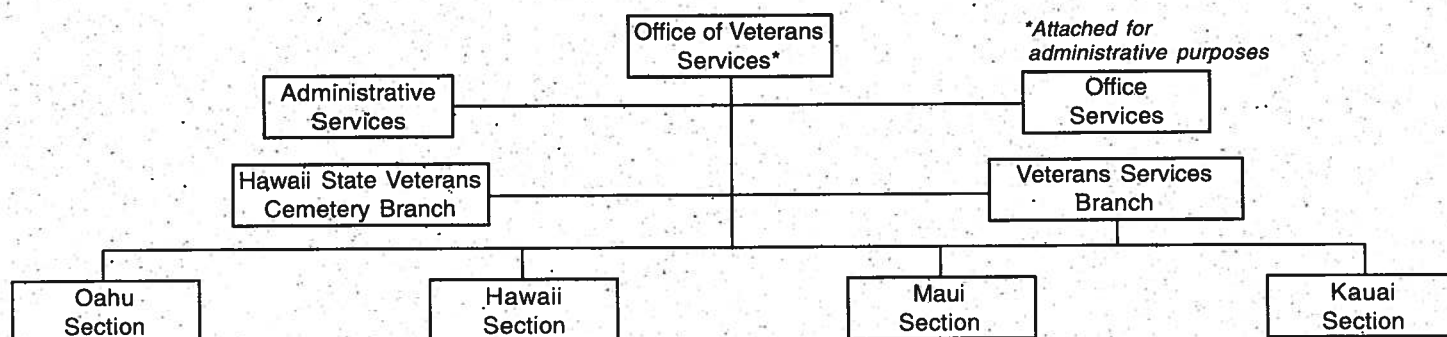 Office of Veterans
Services*
*Attached for
administrative purposes
Administrative
Services
Office
Services
Hawaii State Veterans
Cemetery Branch
Veterans Services
Branch
Oahu
Section
Hawaii
Section
Maui
Section
Kauai
Section